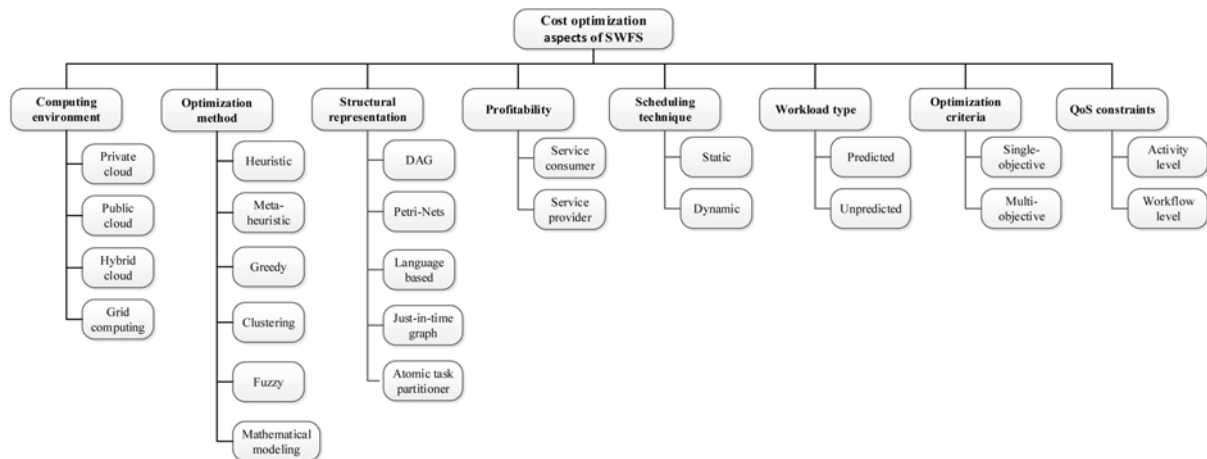 Cost optimization
aspects of SWFS
Computing
environment
Private
cloud
Public
cloud
Hybrid
cloud
Grid
computing
Optimization
method
Heuristic
Meta-
heuristic
Greedy
Clustering
Fuzzy
Mathematical
modeling
Structural
representation
DAG
Petri-Nets
Language
based
Just-in-time
graph
Atomic task
partitioner
Profitability
Service
consumer
Service
provider
Scheduling
technique
Static
Dynamic
Workload type
Predicted
Unpredicted
Optimization
criteria
Single-
objective
Multi-
objective
QoS constraints
Activity
level
Workflow
level